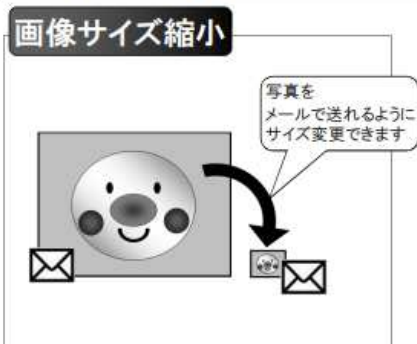 画像サイズ縮小
写真を
メールで送れるように
サイズ変更できます